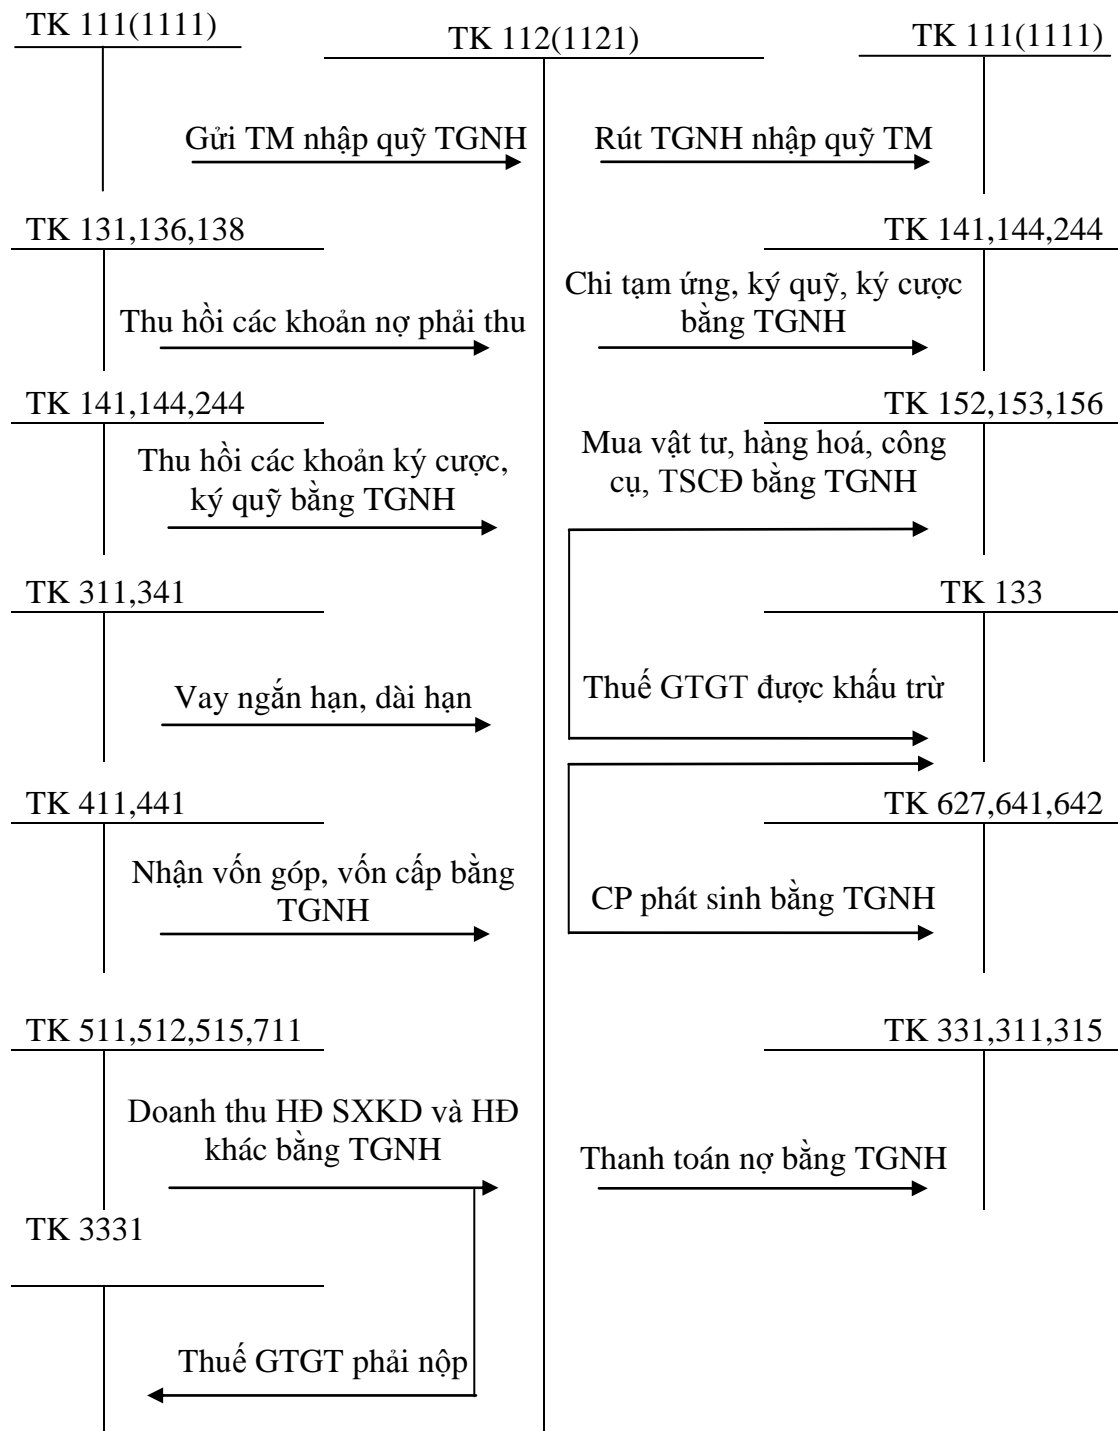 TK 111(1111)
TK 112(1121)
TK 111(1111)
Gửi TM nhập quỹ TGNH
Rút TGNH nhập quỹ TM
TK 131,136,138
TK 141,144,244
Thu hồi các khoản nợ phải thu
Chi tạm ứng, ký quỹ, ký cược
bằng TGNH
TK 141,144,244
TK 152,153,156
Thu hồi các khoản ký cược,
ký quỹ bằng TGNH
Mua vật tư, hàng hoá, công
cụ, TSCĐ bằng TGNH
TK 311,341
TK 133
Vay ngắn hạn, dài hạn
Thuế GTGT được khấu trừ
TK 411,441
TK 627,641,642
Nhận vốn góp, vốn cấp bằng
TGNH
CP phát sinh bằng TGNH
TK 511,512,515,711
TK 331,311,315
Doanh thu HĐ SXKD và HĐ
khác bằng TGNH
Thanh toán nợ bằng TGNH
TK 3331
Thuế GTGT phải nộp